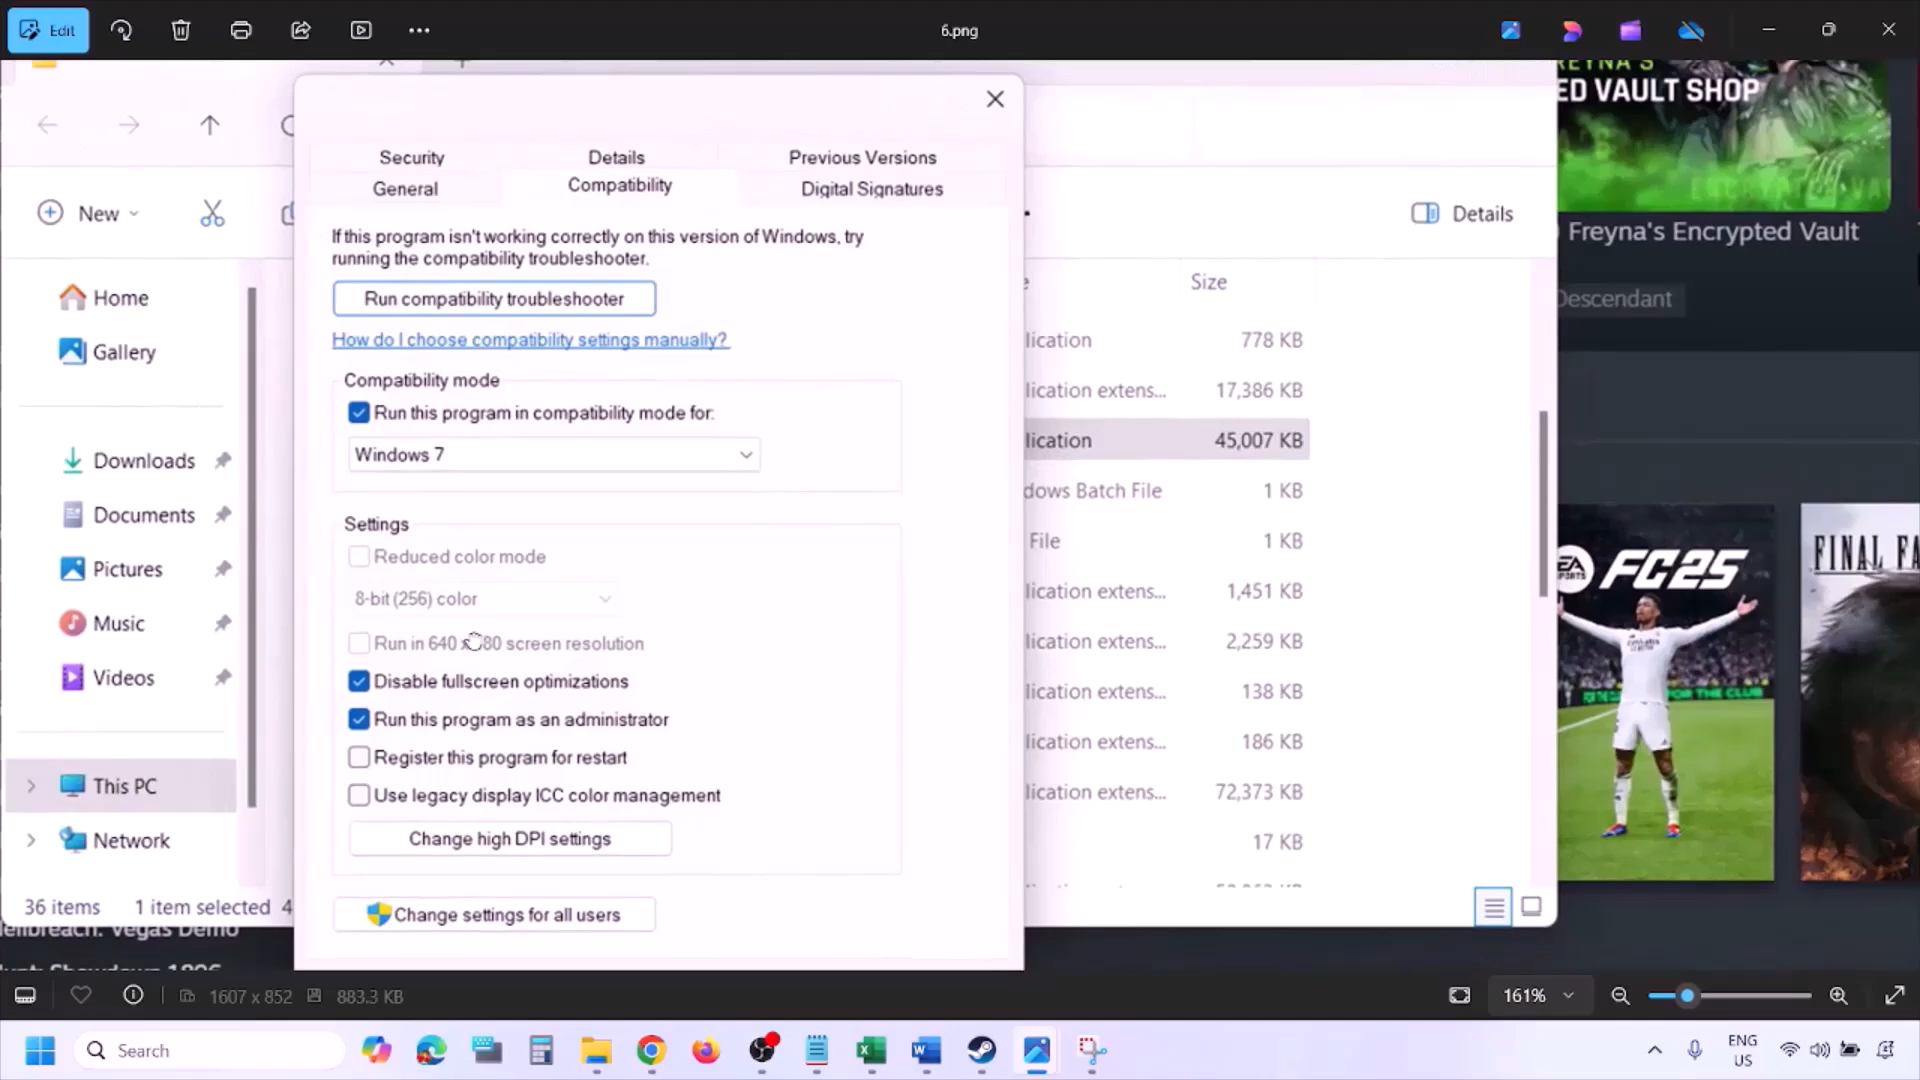 Edit
6.png
Security
Details
Previous Versions
General
Compatibility
Digital Signatures
If this program isn't working correctly on this version of Windows, try
running the compatibility troubleshooter.
Run compatibility troubleshooter
How do I choose compatibility settings manually?
Compatibility mode
Run this program in compatibility mode for:
Windows 7
Settings
Reduced color mode
8-bit (256) color
Run in 640 x 480 screen resolution
Disable fullscreen optimizations
Run this program as an administrator
Register this program for restart
Use legacy display ICC color management
Change high DPI settings
Change settings for all users
New
Details
Home
Gallery
Downloads
Documents
Pictures
Music
Videos
This PC
Network
36 items 1 item selected 4
Size
lication 778 KB
lication extens... 17,386 KB
lication 45,007 KB
dows Batch File 1 KB
File 1 KB
lication extens... 1,451 KB
lication extens... 2,259 KB
lication extens... 138 KB
lication extens... 186 KB
lication extens... 72,373 KB
17 KB
REYNA'S
ED VAULT SHOP
Freyna's Encrypted Vault
Descendant
EA SPORTS FC25
FINAL FA
Vegas Demo
1607 x 852
883.3 KB
161%
Search
ENG
US